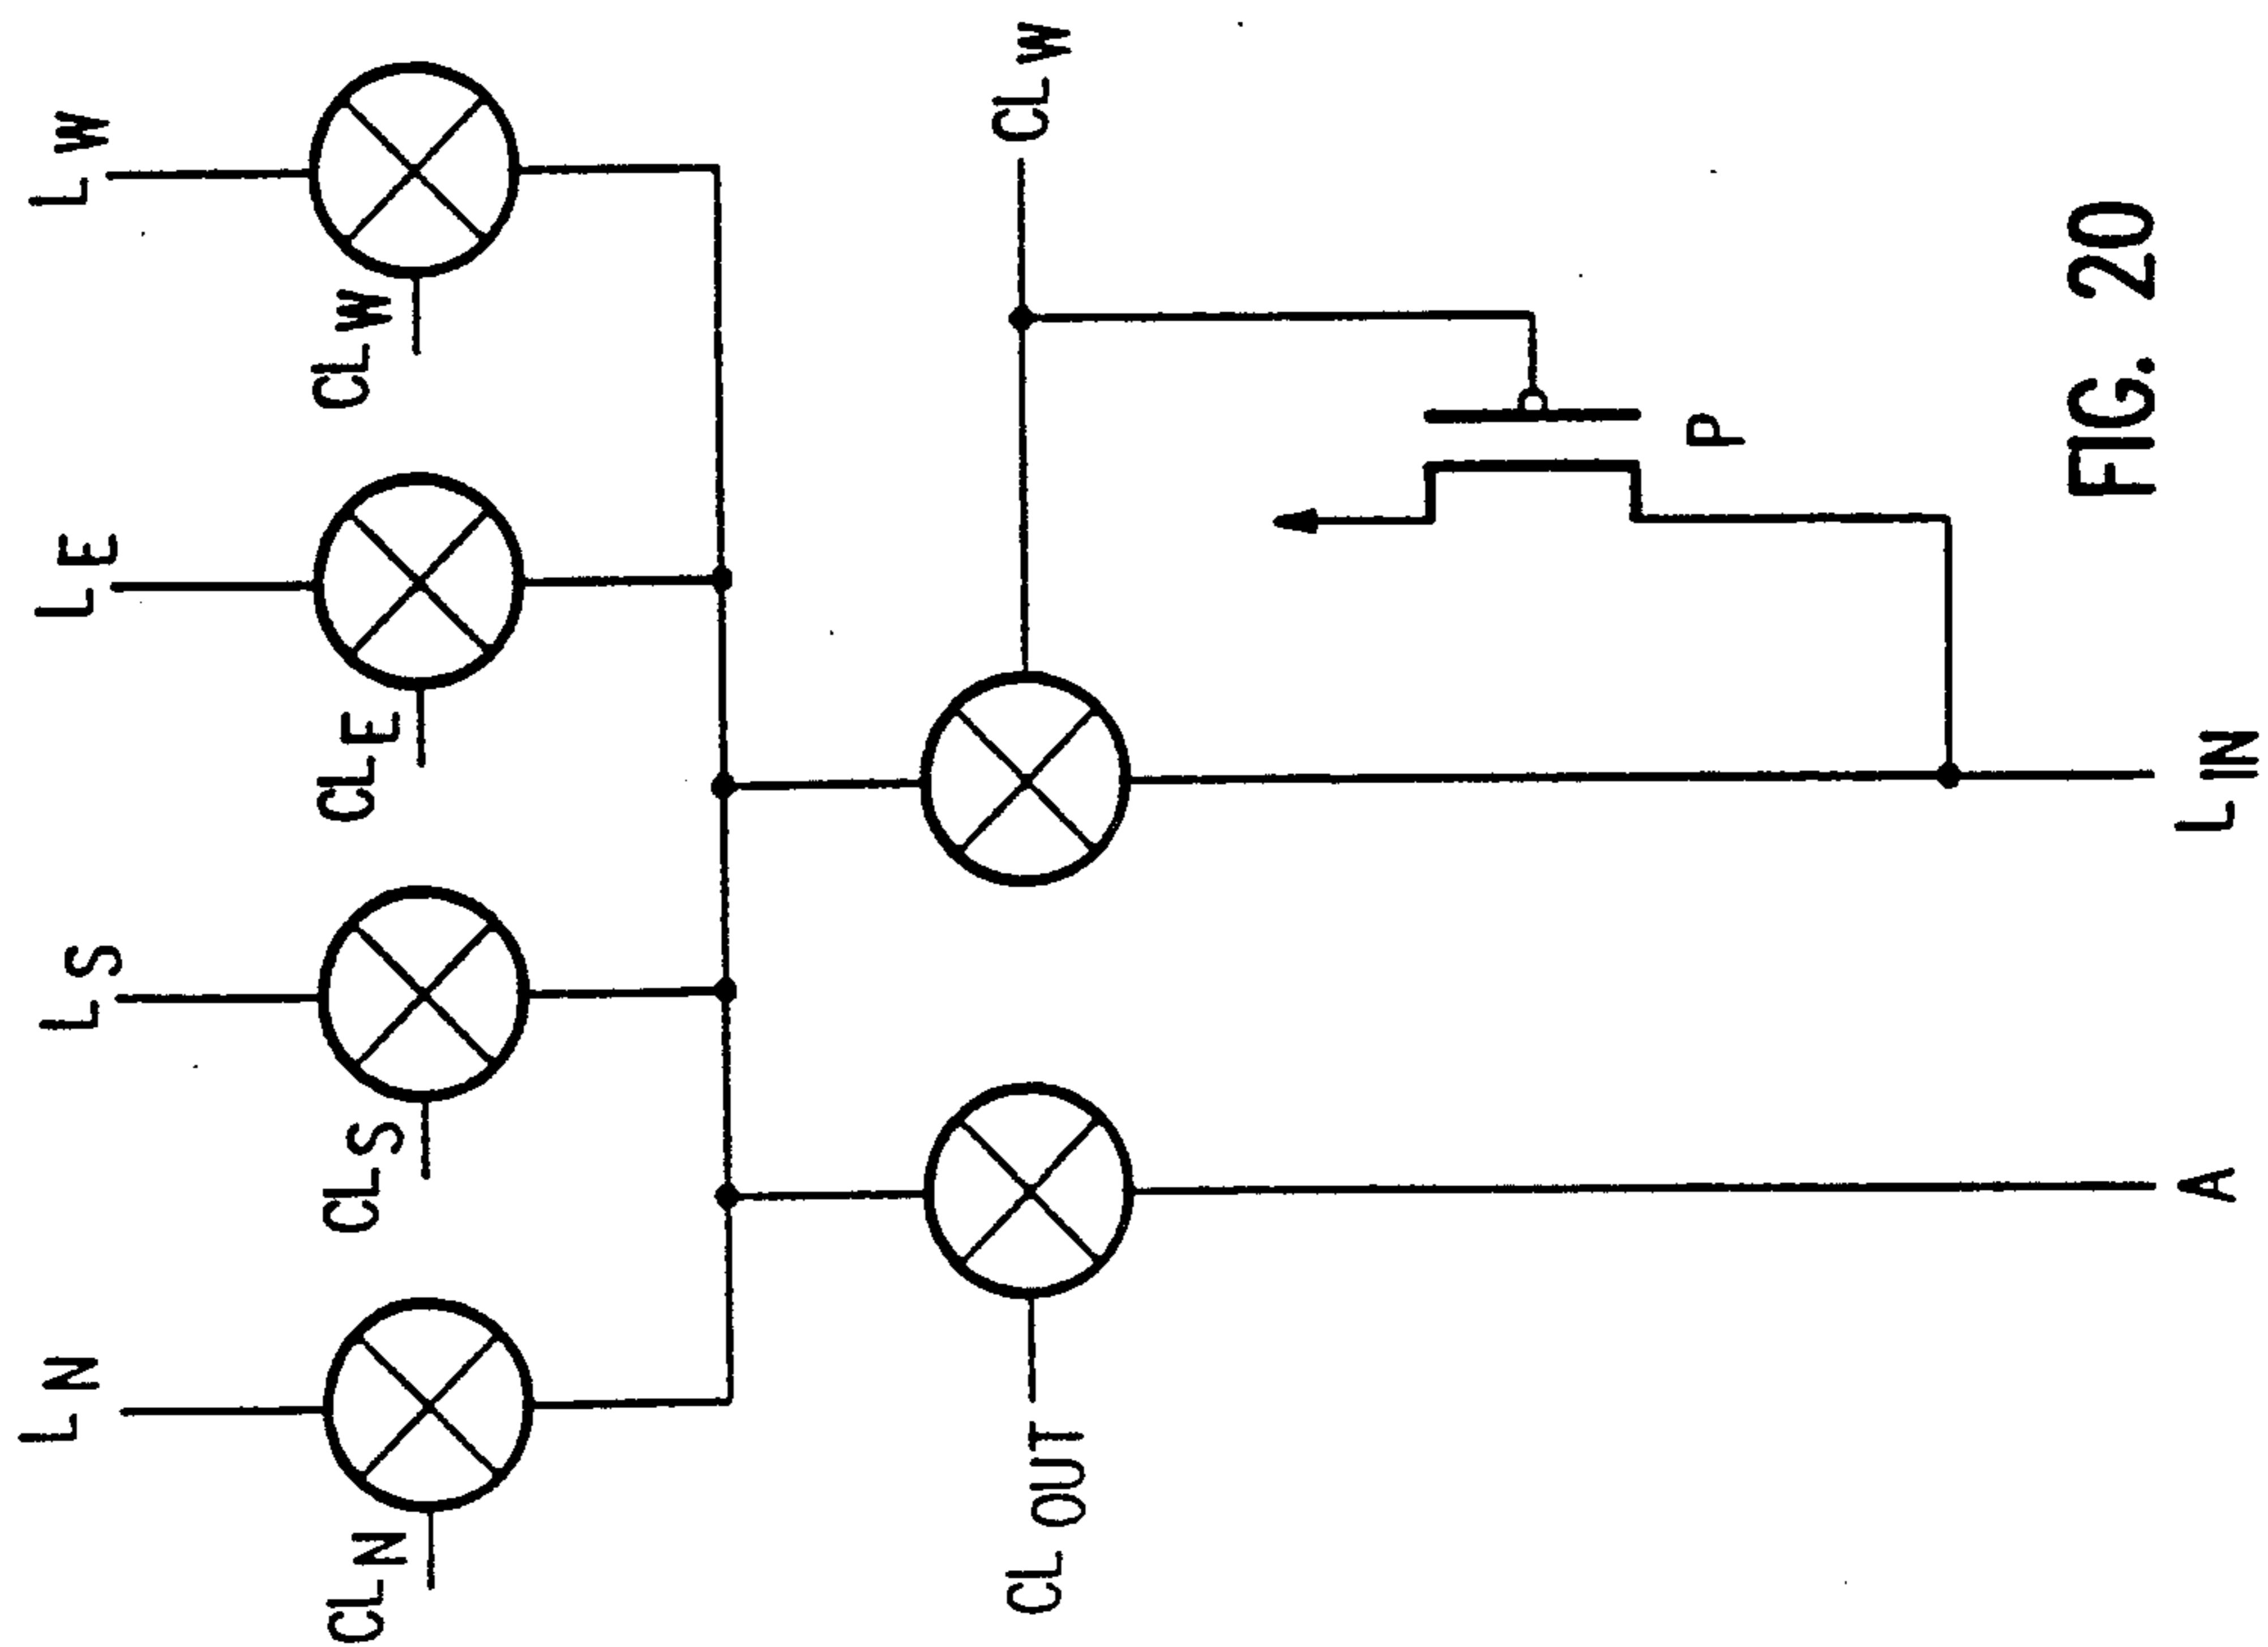 L N
L S
L E
L W
CL N
CL S
CL E
CL W
CL OUT
CL W
P
A
L IN
FIG. 20